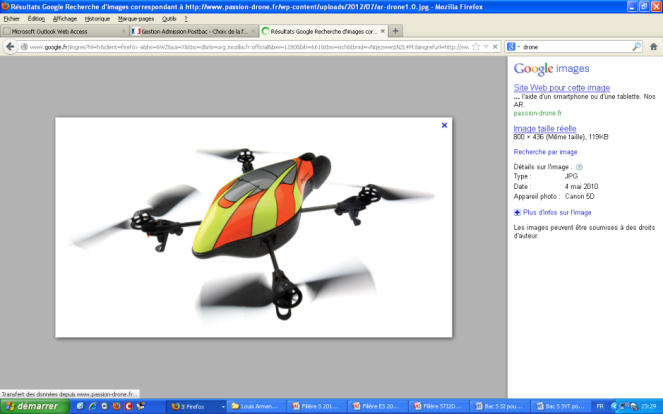 Résultats Google Recherche d'images correspondant à http://www.passion-drone.fr/wp-content/uploads/2012/07/ar-drone1.0.jpg - Mozilla Firefox
Fichier Édition Affichage Historique Marque-pages Outils ?
Microsoft Outlook Web Access
Gestion Admission Postbac - Choix de la f...
Résultats Google Recherche d'images cor...
www.google.fr
drone
Google images
Site Web pour cette image
... l'aide d'un smartphone ou d'une tablette. Nos
AR.
passion-drone.fr
Image taille réelle
800 × 436 (Même taille), 119KB
Recherche par image
Détails sur l'image :
Type : JPG
Date : 4 mai 2010
Appareil photo : Canon 5D
Plus d'infos sur l'image
Les images peuvent être soumises à des droits
d'auteur.
Transfert des données depuis www.passion-drone.fr...
démarrer
3 Firefox
Louis Arman...
Filière S 201...
Filière ES 20...
Filière STI2D...
Bac S SI pou...
Bac S SVT pou...
FR
23:29